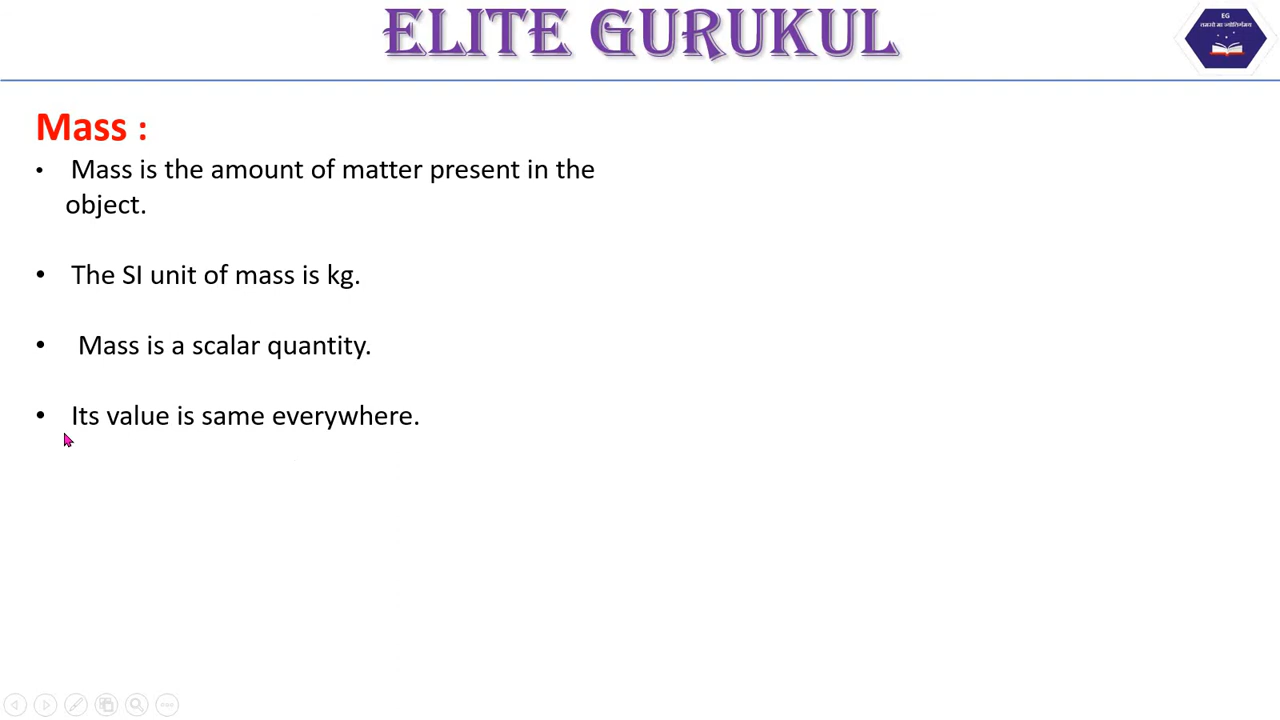 ELITE GURUKUL
EG
Mass :
• Mass is the amount of matter present in the
object.
• The SI unit of mass is kg.
• Mass is a scalar quantity.
• Its value is same everywhere.